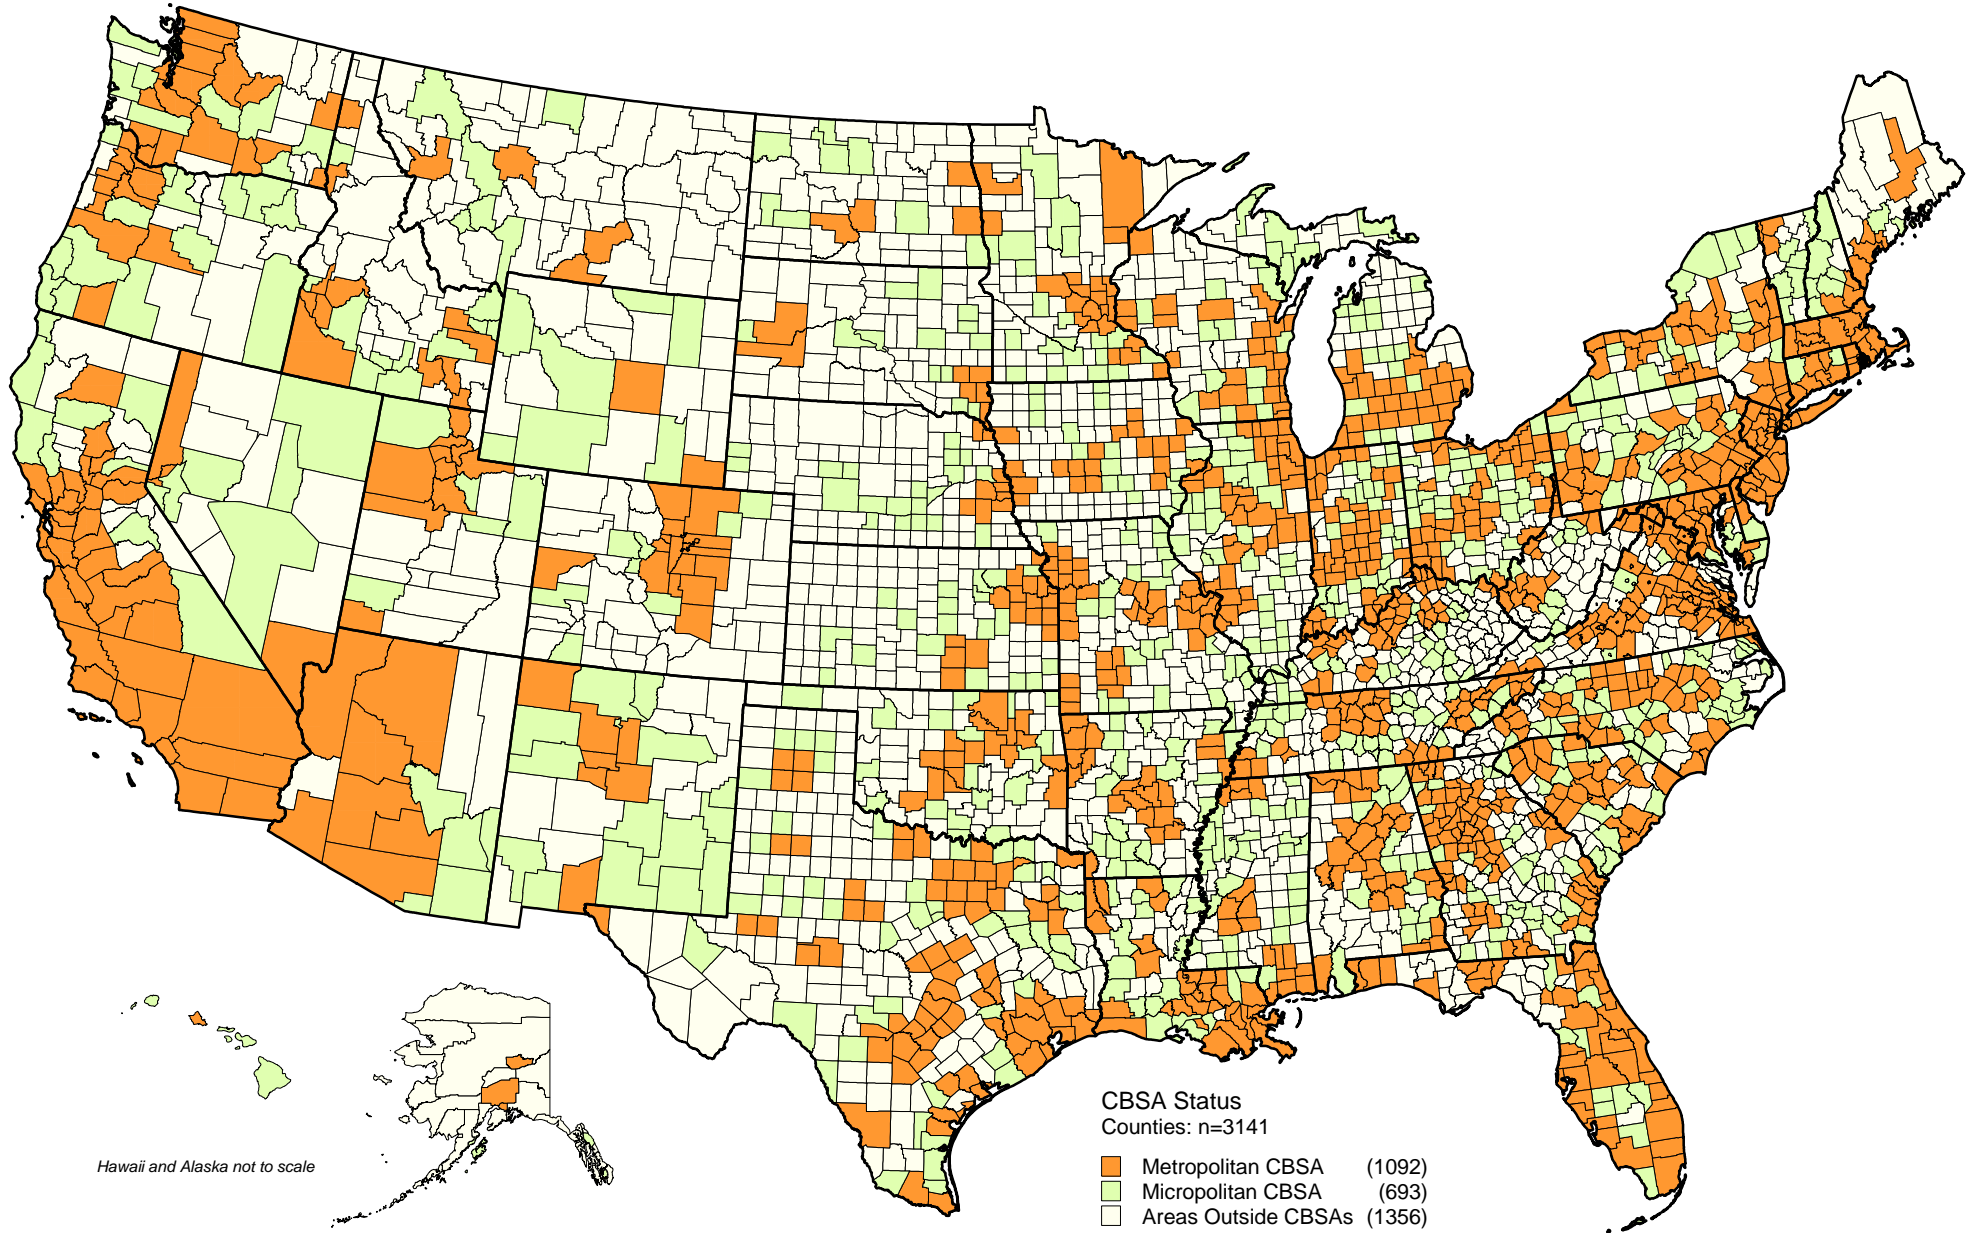 CBSA Status
Counties: n=3141
Metropolitan CBSA (1092)
Micropolitan CBSA (693)
Areas Outside CBSAs (1356)
Hawaii and Alaska not to scale